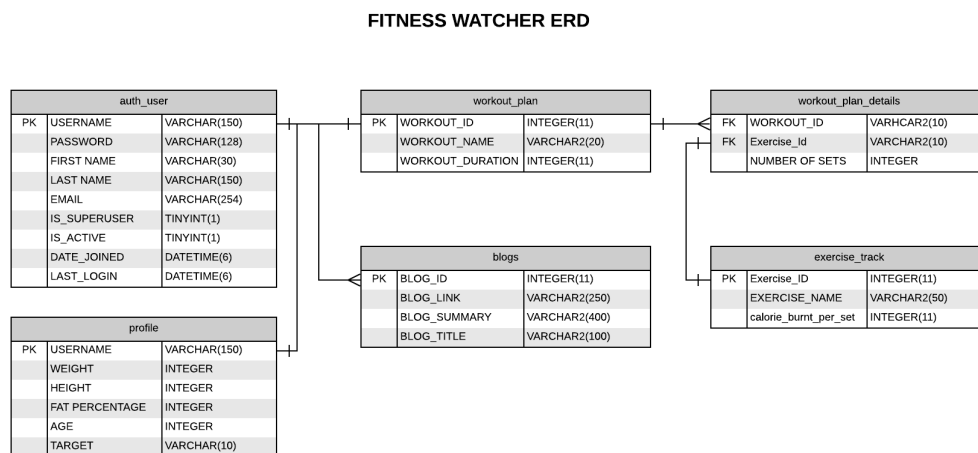 FITNESS WATCHER ERD
auth_user
PK USERNAME VARCHAR(150)
PASSWORD VARCHAR(128)
FIRST NAME VARCHAR(30)
LAST NAME VARCHAR(150)
EMAIL VARCHAR(254)
IS_SUPERUSER TINYINT(1)
IS_ACTIVE TINYINT(1)
DATE_JOINED DATETIME(6)
LAST_LOGIN DATETIME(6)
workout_plan
PK WORKOUT_ID INTEGER(11)
WORKOUT_NAME VARCHAR2(20)
WORKOUT_DURATION INTEGER(11)
workout_plan_details
FK WORKOUT_ID VARHCAR2(10)
FK Exercise_Id VARCHAR2(10)
NUMBER OF SETS INTEGER
blogs
PK BLOG_ID INTEGER(11)
BLOG_LINK VARCHAR2(250)
BLOG_SUMMARY VARCHAR2(400)
BLOG_TITLE VARCHAR2(100)
exercise_track
PK Exercise_ID INTEGER(11)
EXERCISE_NAME VARCHAR2(50)
calorie_burnt_per_set INTEGER(11)
profile
PK USERNAME VARCHAR(150)
WEIGHT INTEGER
HEIGHT INTEGER
FAT PERCENTAGE INTEGER
AGE INTEGER
TARGET VARCHAR(10)